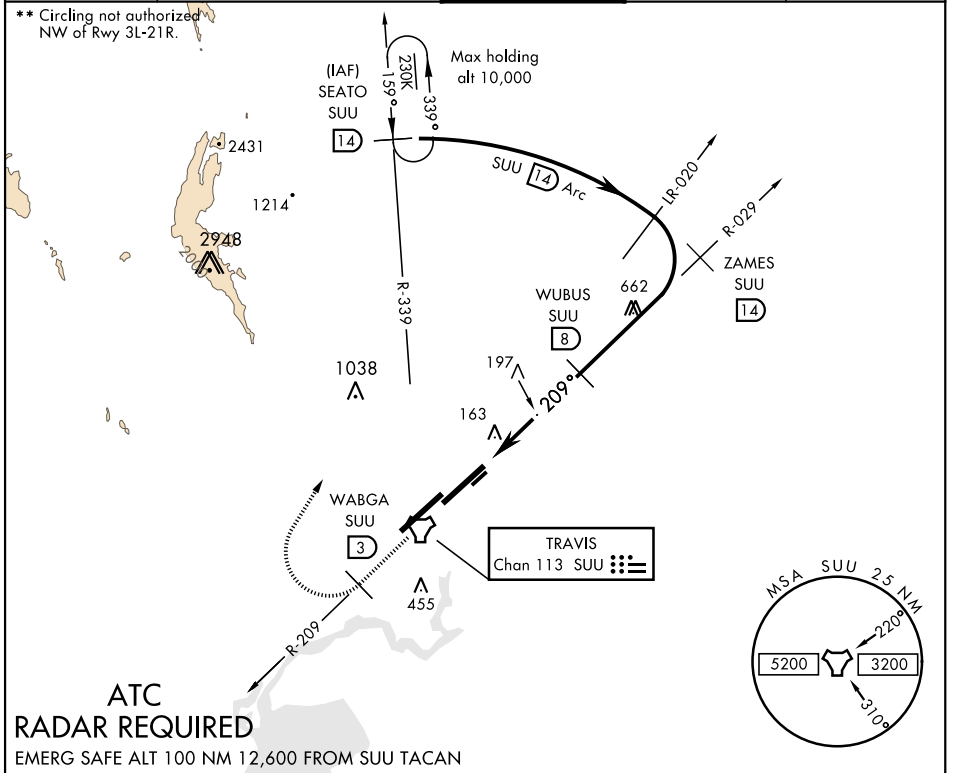 ** Circling not authorized
NW of Rwy 3L-21R.
(IAF)
SEATO
SUU
14
159°
230K
339°
Max holding
alt 10,000
2431
1214
2948
SUU 14 Arc
LR-020
R-029
ZAMES
SUU
14
R-339
WUBUS
SUU
8
662
1038
197
209°
163
WABGA
SUU
3
TRAVIS
Chan 113 SUU
455
R-209
MSA SUU 25 NM
220°
5200
3200
310°
ATC
RADAR REQUIRED
EMERG SAFE ALT 100 NM 12,600 FROM SUU TACAN